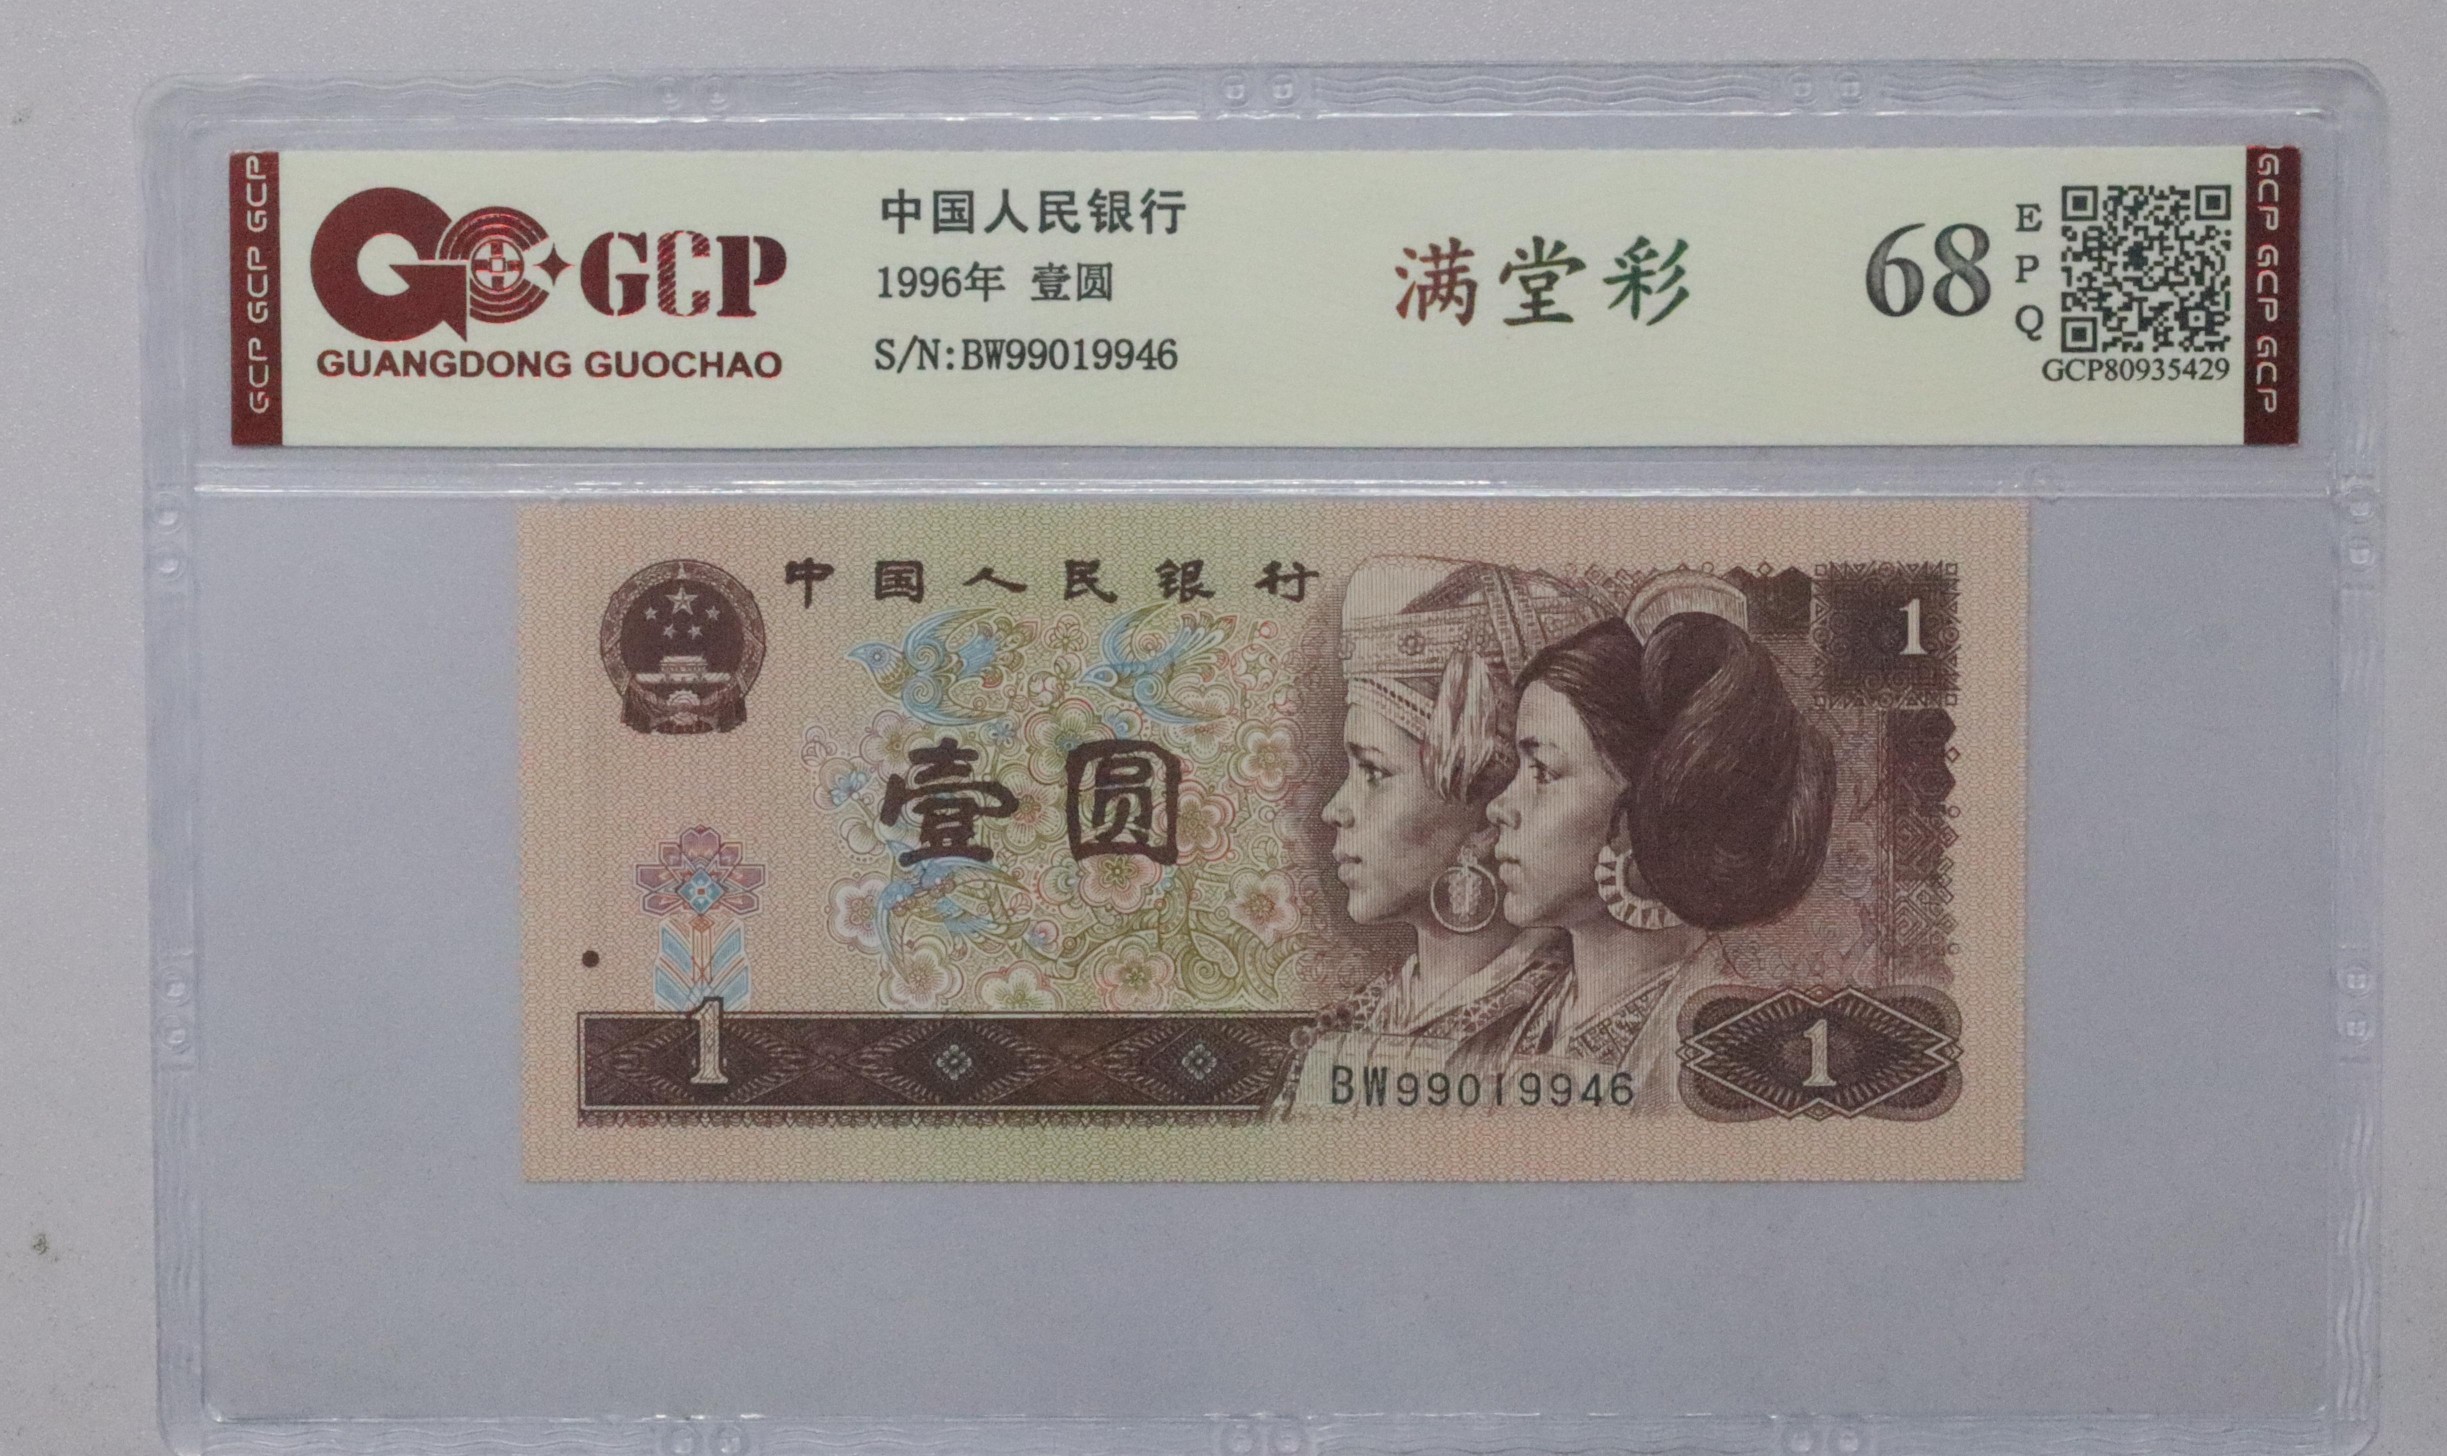 GCP GCP GCP
GCP
GUANGDONG GUOCHAO
中国人民银行
1996年 壹圆
S/N:BW99019946
满堂彩
68
EPQ
GCP80935429
GCP GCP GCP
中国人民银行
1
壹圆
1
1
BW99019946